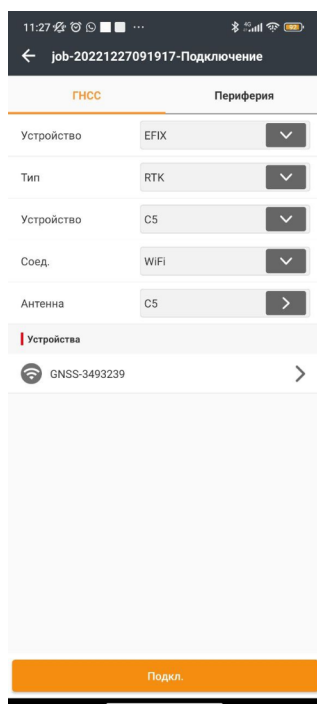 11:27
job-20221227091917-Подключение
ГНСС Периферия
Устройство EFIX
Тип RTK
Устройство C5
Соед. WiFi
Антенна C5
Устройства
GNSS-3493239
Подкл.